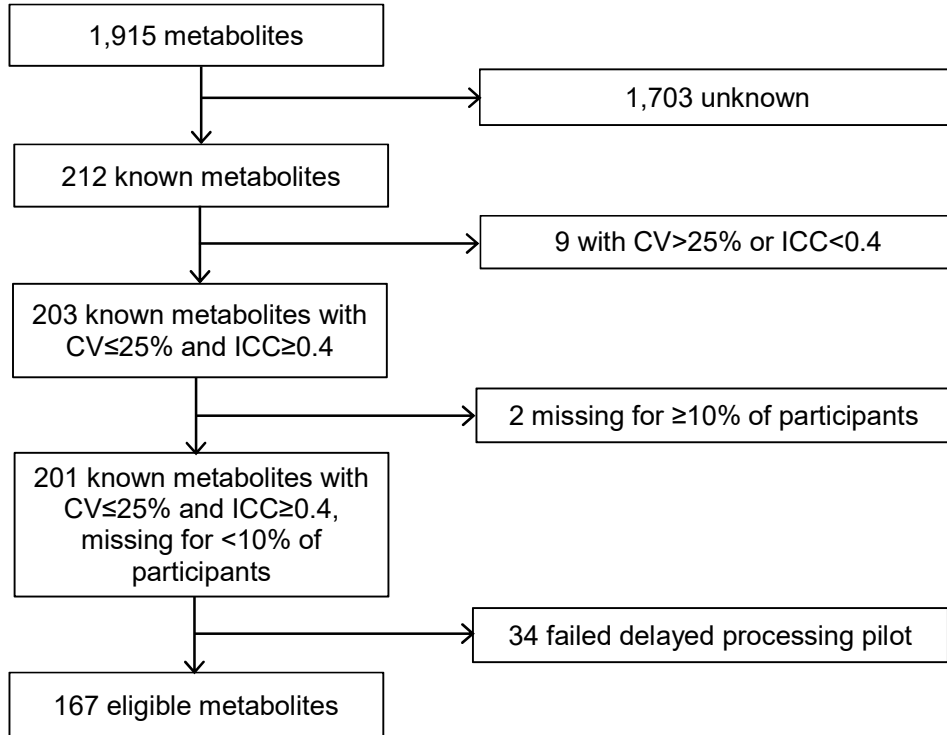 1,915 metabolites
1,703 unknown
212 known metabolites
9 with CV>25% or ICC<0.4
203 known metabolites with
CV≤25% and ICC≥0.4
2 missing for ≥10% of participants
201 known metabolites with
CV≤25% and ICC≥0.4,
missing for <10% of
participants
34 failed delayed processing pilot
167 eligible metabolites